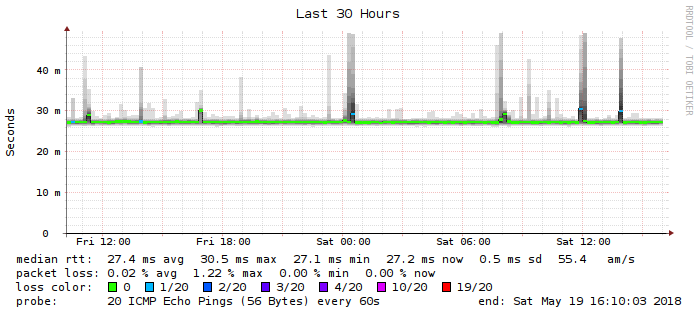 Last 30 Hours
RRDTOOL / TOBI OETIKER
Seconds
40 m
30 m
20 m
10 m
0
Fri 12:00 Fri 18:00 Sat 00:00 Sat 06:00 Sat 12:00
median rtt: 27.4 ms avg 30.5 ms max 27.1 ms min 27.2 ms now 0.5 ms sd 55.4 am/s
packet loss: 0.02 % avg 1.22 % max 0.00 % min 0.00 % now
loss color: 0 1/20 2/20 3/20 4/20 10/20 19/20
probe: 20 ICMP Echo Pings (56 Bytes) every 60s end: Sat May 19 16:10:03 2018